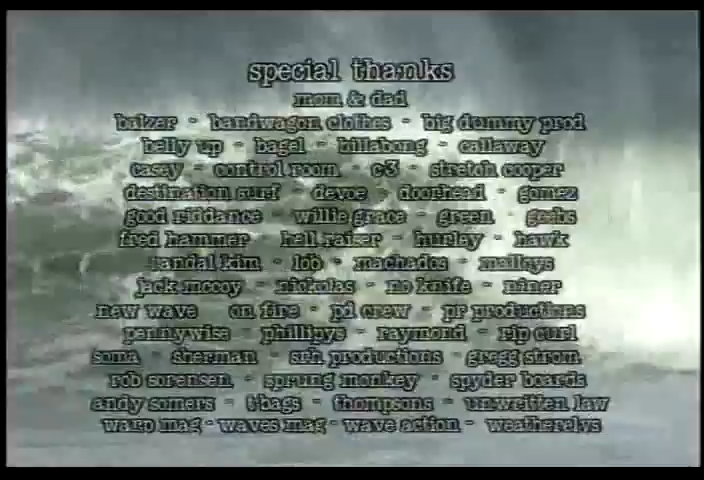 special thanks
mom & dad
balzer - bandwagon clothes - big dummy prod
belly up - bagel - billabong - callaway
casey - control room - c3 - stretch cooper
destination surf - devoe - doorhead - gomez
good riddance - willie grace - green - geebs
fred hammer - hell raiser - hurley - hawk
randal kim - lob - machados - malleys
jack mccoy - nickolas - no knife - niner
new wave - on fire - pd crew - pr productions
pennywise - phillipys - raymond - rip curl
soma - sherman - srh productions - gregg strom
rob sorensen - sprung monkey - spyder boards
andy somers - t-bags - thompsons - unwritten law
warp mag - waves mag - wave action - weatherelys